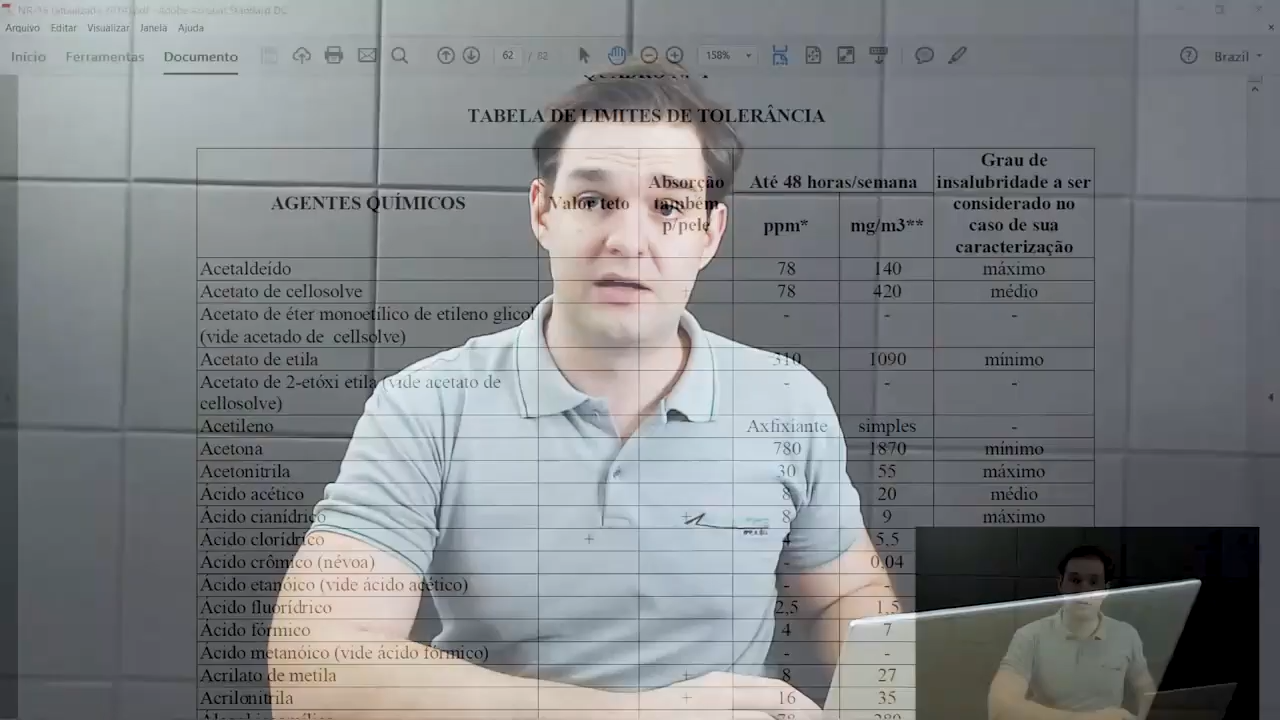 Arquivo Editar Visualizar Janela Ajuda
Início Ferramentas Documento 62 / 82 158% Brazil
TABELA DE LIMITES DE TOLERÂNCIA
AGENTES QUÍMICOS Valor teto Absorção também p/pele Até 48 horas/semana ppm* mg/m3** Grau de insalubridade a ser considerado no caso de sua caracterização
Acetaldeído 78 140 máximo
Acetato de cellosolve + 78 420 médio
Acetato de éter monoetílico de etileno glicol - - -
(vide acetado de cellsolve)
Acetato de etila 310 1090 mínimo
Acetato de 2-etóxi etila (vide acetato de - - -
cellosolve)
Acetileno Axfixiante simples -
Acetona 780 1870 mínimo
Acetonitrila 30 55 máximo
Ácido acético 8 20 médio
Ácido cianídrico + 8 9 máximo
Ácido clorídrico + 4 5,5
Ácido crômico (névoa) - 0,04
Ácido etanóico (vide ácido acético) -
Ácido fluorídrico 2,5 1,5
Ácido fórmico 4 7
Ácido metanóico (vide ácido fórmico) - -
Acrilato de metila + 8 27
Acrilonitrila + 16 35